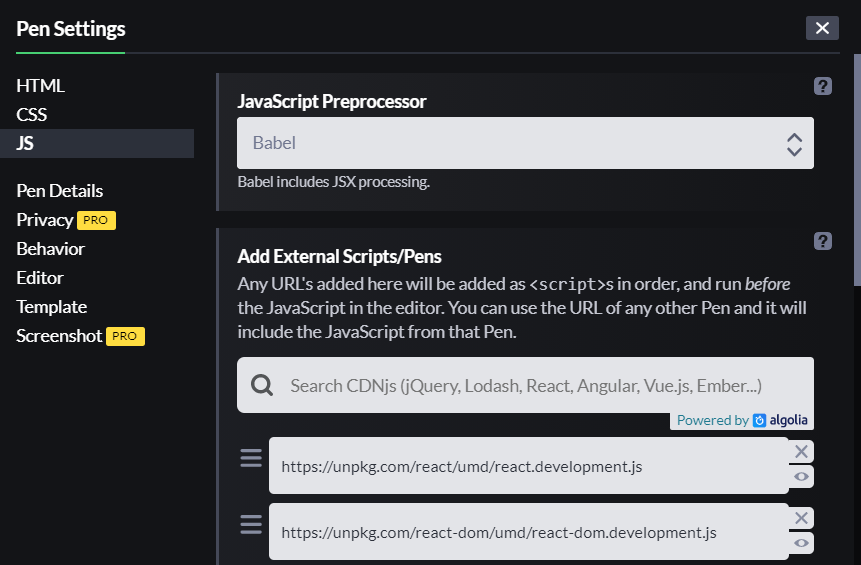 Pen Settings
HTML
CSS
JS
Pen Details
Privacy PRO
Behavior
Editor
Template
Screenshot PRO
?
JavaScript Preprocessor
Babel
Babel includes JSX processing.
?
Add External Scripts/Pens
Any URL's added here will be added as <script>s in order, and run before
the JavaScript in the editor. You can use the URL of any other Pen and it will
include the JavaScript from that Pen.
Search CDNjs (jQuery, Lodash, React, Angular, Vue.js, Ember...)
Powered by algolia
https://unpkg.com/react/umd/react.development.js
https://unpkg.com/react-dom/umd/react-dom.development.js